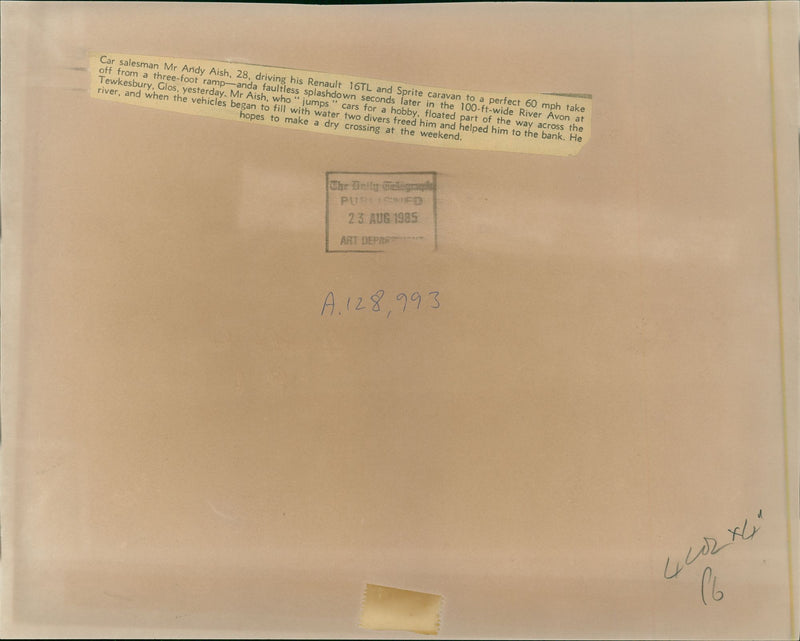 Car salesman Mr Andy Aish, 28, driving his Renault 16TL and Sprite caravan to a perfect 60 mph take
off from a three-foot ramp—anda faultless splashdown seconds later in the 100-ft-wide River Avon at
Tewkesbury, Glos, yesterday. Mr Aish, who "jumps" cars for a hobby, floated part of the way across the
river, and when the vehicles began to fill with water two divers freed him and helped him to the bank. He
hopes to make a dry crossing at the weekend.
The Daily Telegraph
PUBLISHED
23 AUG 1985
ART DEPARTMENT
A.128,993
P6